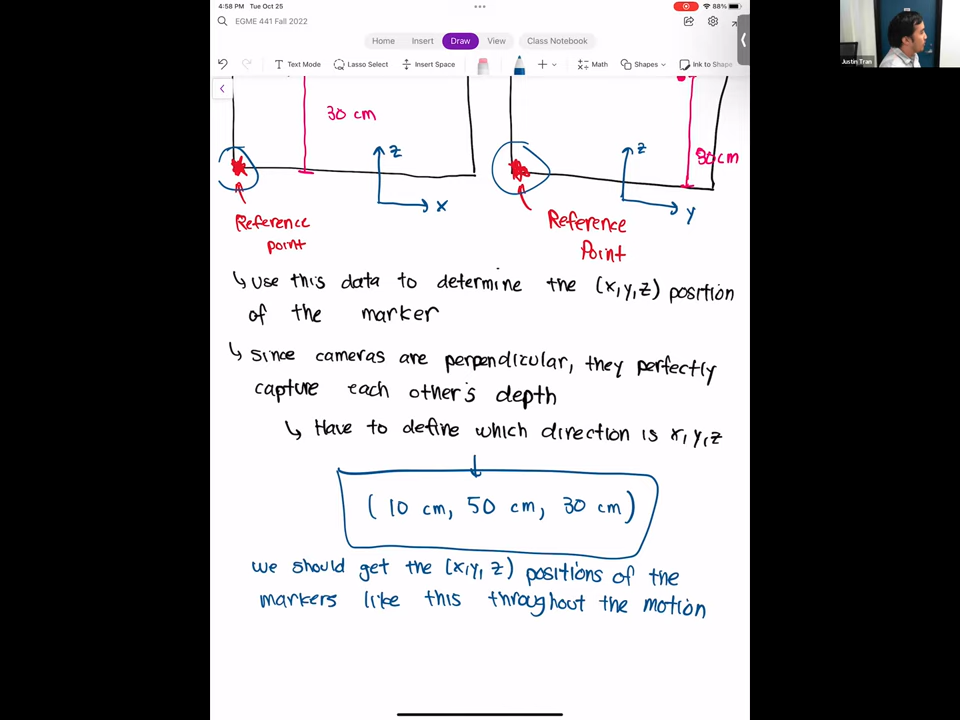 4:58 PM Tue Oct 25
88%
EGME 441 Fall 2022
Home Insert Draw View Class Notebook
Text Mode Lasso Select Insert Space Math Shapes Ink to Shape
Justin Tran
30 cm
30 cm
z
x
z
y
Reference
point
Reference
Point
↳ use this data to determine the (x,y,z) position
of the marker
↳ since cameras are perpendicular, they perfectly
capture each other's depth
↳ Have to define which direction is x,y,z
(10 cm, 50 cm, 30 cm)
we should get the (x,y,z) positions of the
markers like this throughout the motion